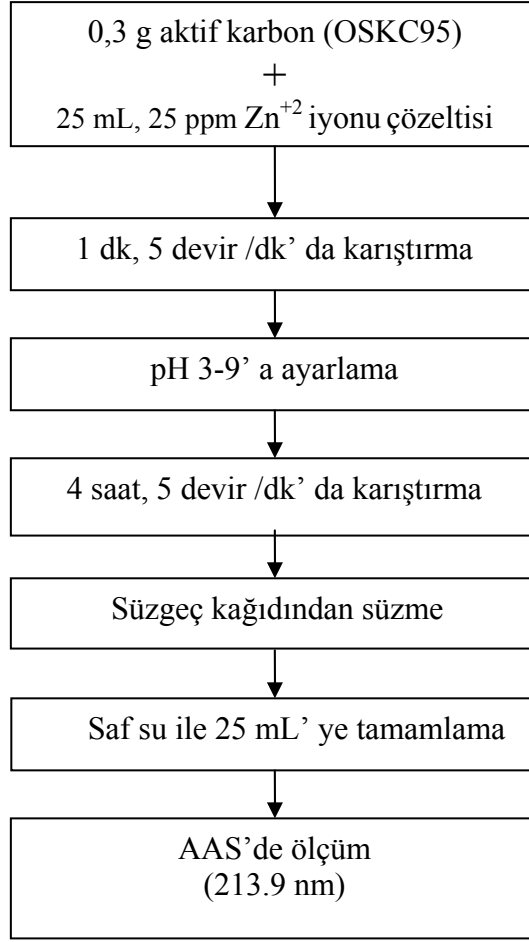 0,3 g aktif karbon (OSKC95)
+
25 mL, 25 ppm Zn⁺² iyonu çözeltisi
1 dk, 5 devir /dk’ da karıştırma
pH 3-9’ a ayarlama
4 saat, 5 devir /dk’ da karıştırma
Süzgeç kağıdından süzme
Saf su ile 25 mL’ ye tamamlama
AAS’de ölçüm
(213.9 nm)